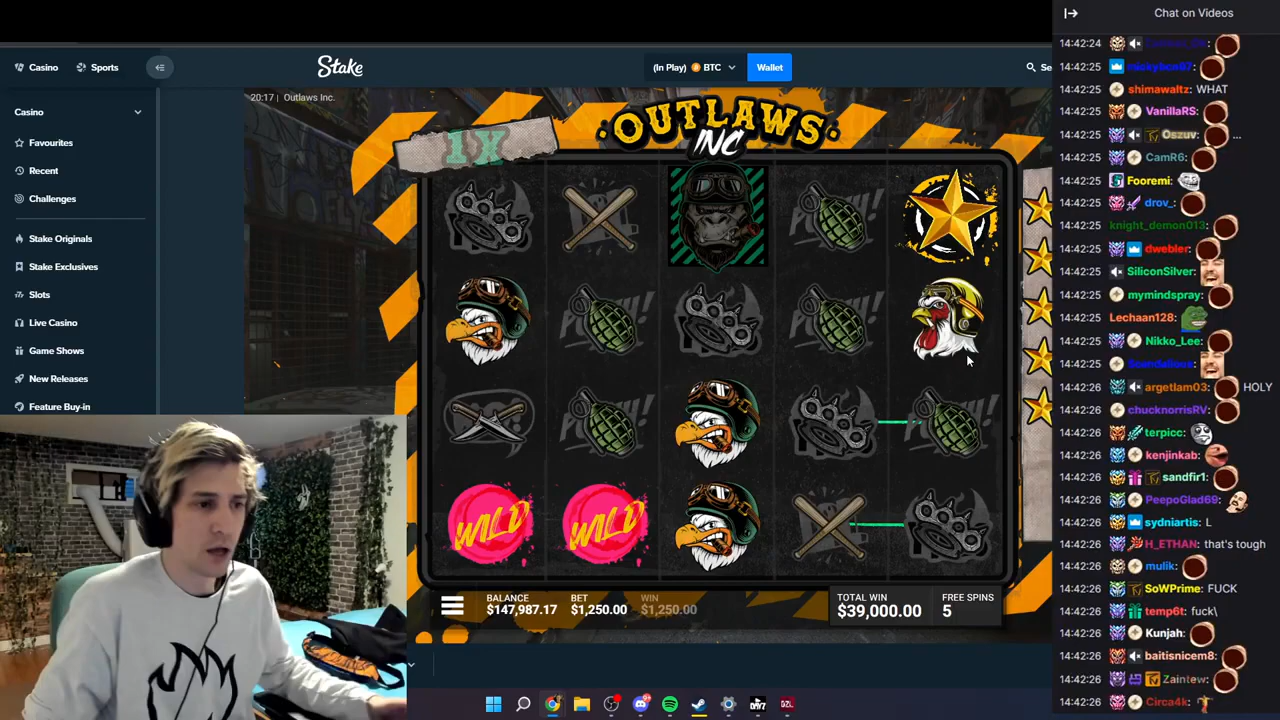 Chat on Videos
Casino
Sports
Stake
(In Play) BTC
Wallet
Se
20:17 | Outlaws Inc.
Casino
Favourites
Recent
Challenges
Stake Originals
Stake Exclusives
Slots
Live Casino
Game Shows
New Releases
Feature Buy-in
1X
OUTLAWS
INC
WILD
WILD
BALANCE
$147,987.17
BET
$1,250.00
WIN
$1,250.00
TOTAL WIN
$39,000.00
FREE SPINS
5
14:42:24
14:42:25 mickeybcn97:
14:42:25 shimawaltz: WHAT
14:42:25 VanillaRS:
14:42:25 Oszuv: ...
14:42:25 CamR6:
14:42:25 Fooremi:
14:42:25 drov_:
knight_demon013:
14:42:25 dwebler:
14:42:25 SiliconSilver:
14:42:25 mymindspray:
Lechaan128:
14:42:25 Nikko_Lee:
14:42:25
14:42:26 argetlam03: HOLY
14:42:26 chucknorrisRV:
14:42:26 terpicc:
14:42:26 kenjinkab:
14:42:26 sandfir1:
14:42:26 PeepoGlad69:
14:42:26 sydniartis: L
14:42:26 H_ETHAN: that's tough
14:42:26 mulik:
14:42:26 SoWPrime: FUCK
14:42:26 temp6t: fuck\
14:42:26 Kunjah:
14:42:26 baitisnicem8:
14:42:26 Zaintew:
14:42:26 Circa4k: